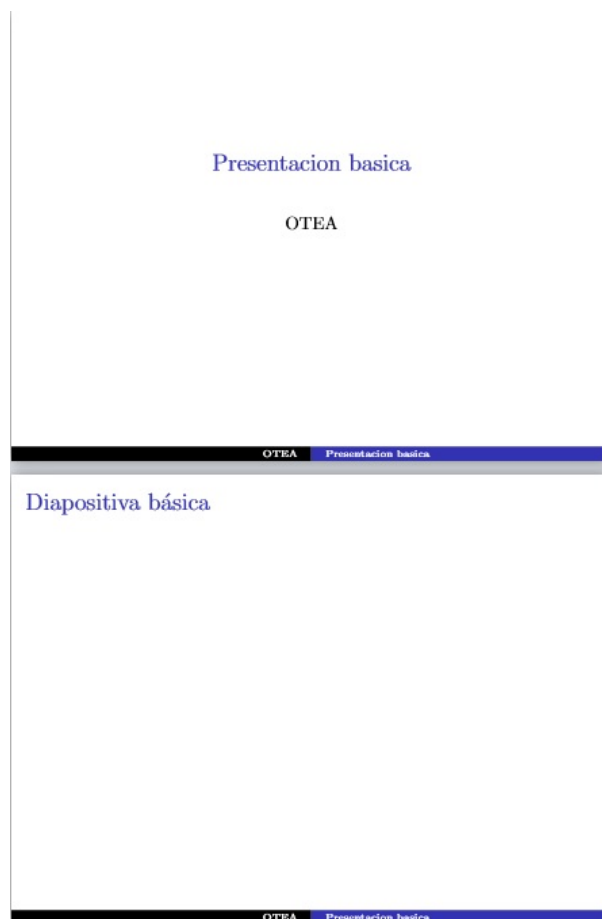 Presentacion basica
OTEA
OTEA Presentacion basica
Diapositiva básica
OTEA Presentacion basica